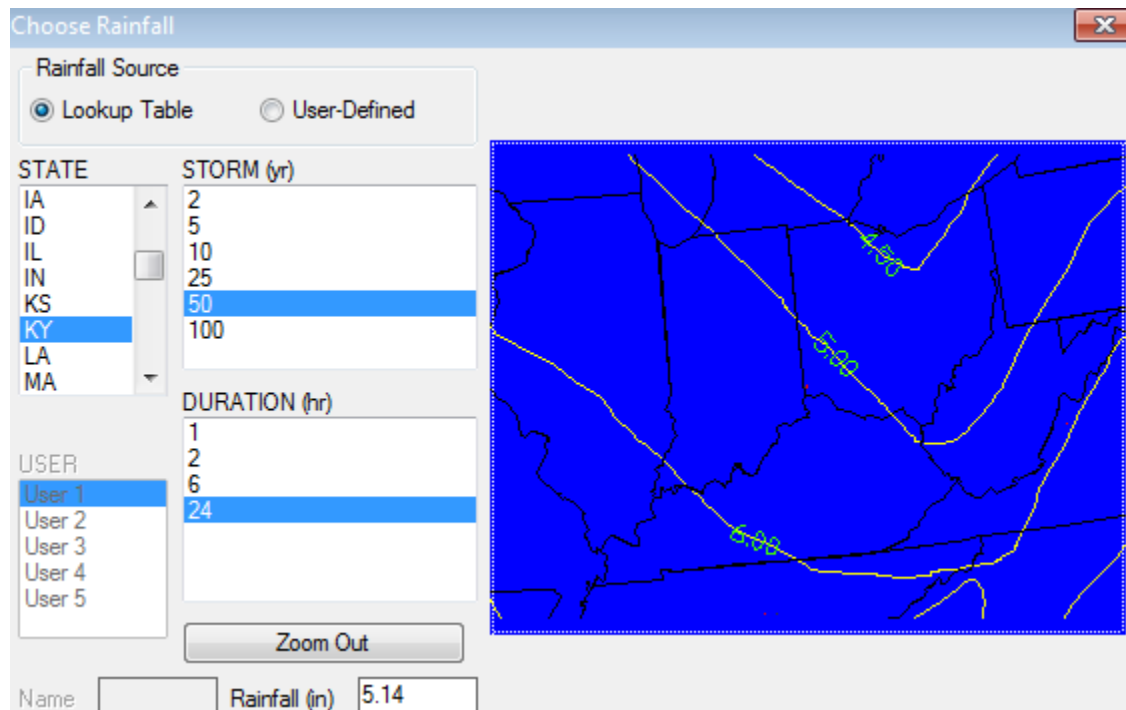 Choose Rainfall
Rainfall Source
Lookup Table
User-Defined
STATE
IA
ID
IL
IN
KS
KY
LA
MA
STORM (yr)
2
5
10
25
50
100
DURATION (hr)
1
2
6
24
USER
User 1
User 2
User 3
User 4
User 5
Zoom Out
Name
Rainfall (in)
5.14
4.50
5.00
6.00